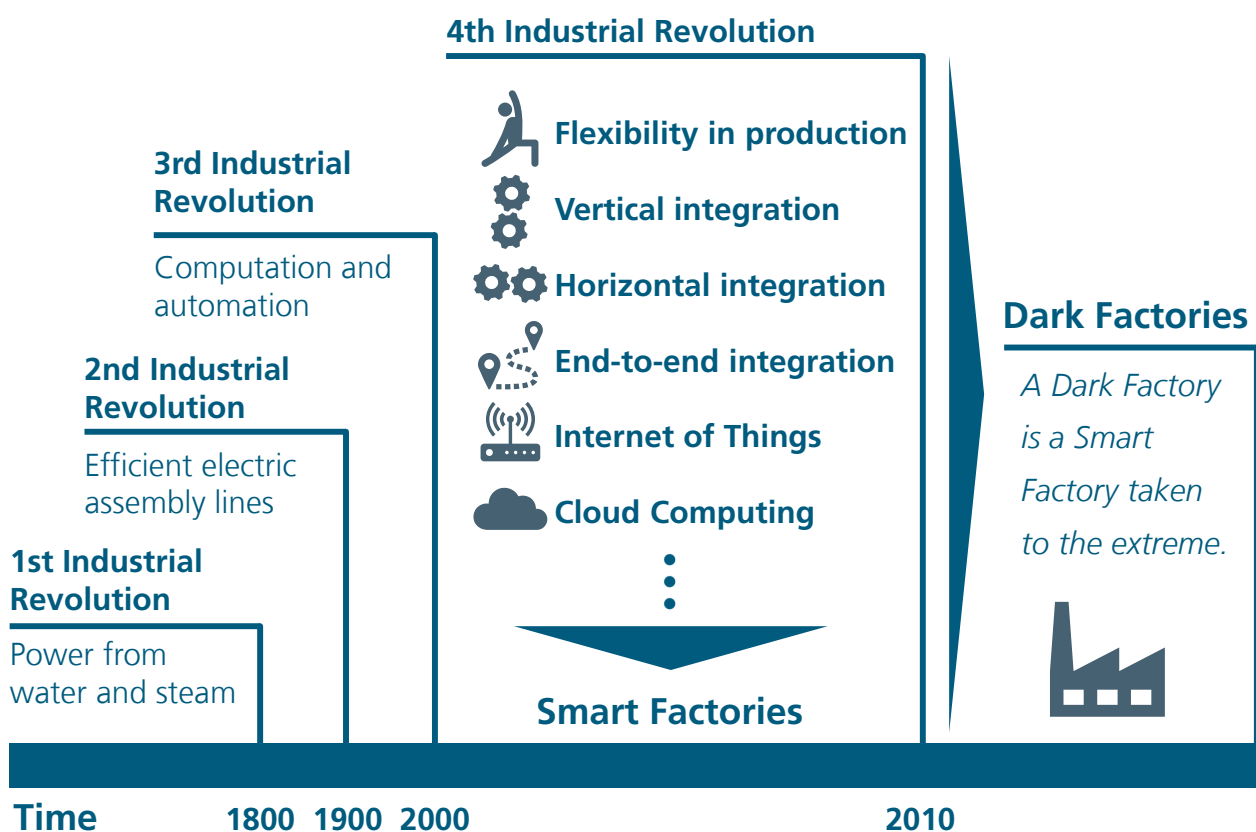 4th Industrial Revolution
Flexibility in production
Vertical integration
Horizontal integration
End-to-end integration
Internet of Things
Cloud Computing
Smart Factories
3rd Industrial
Revolution
Computation and
automation
2nd Industrial
Revolution
Efficient electric
assembly lines
1st Industrial
Revolution
Power from
water and steam
Dark Factories
A Dark Factory
is a Smart
Factory taken
to the extreme.
Time 1800 1900 2000 2010